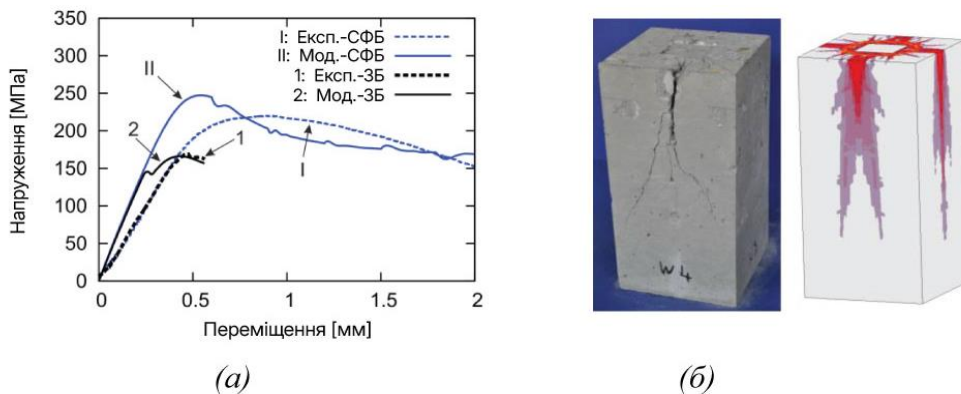 350
300
250
200
150
100
50
0
Напруження [МПа]
I: Експ.-СФБ
II: Мод.-СФБ
1: Експ.-ЗБ
2: Мод.-ЗБ
II
2
1
I
0
0.5
1
1.5
2
Переміщення [мм]
W4
(а)
(б)